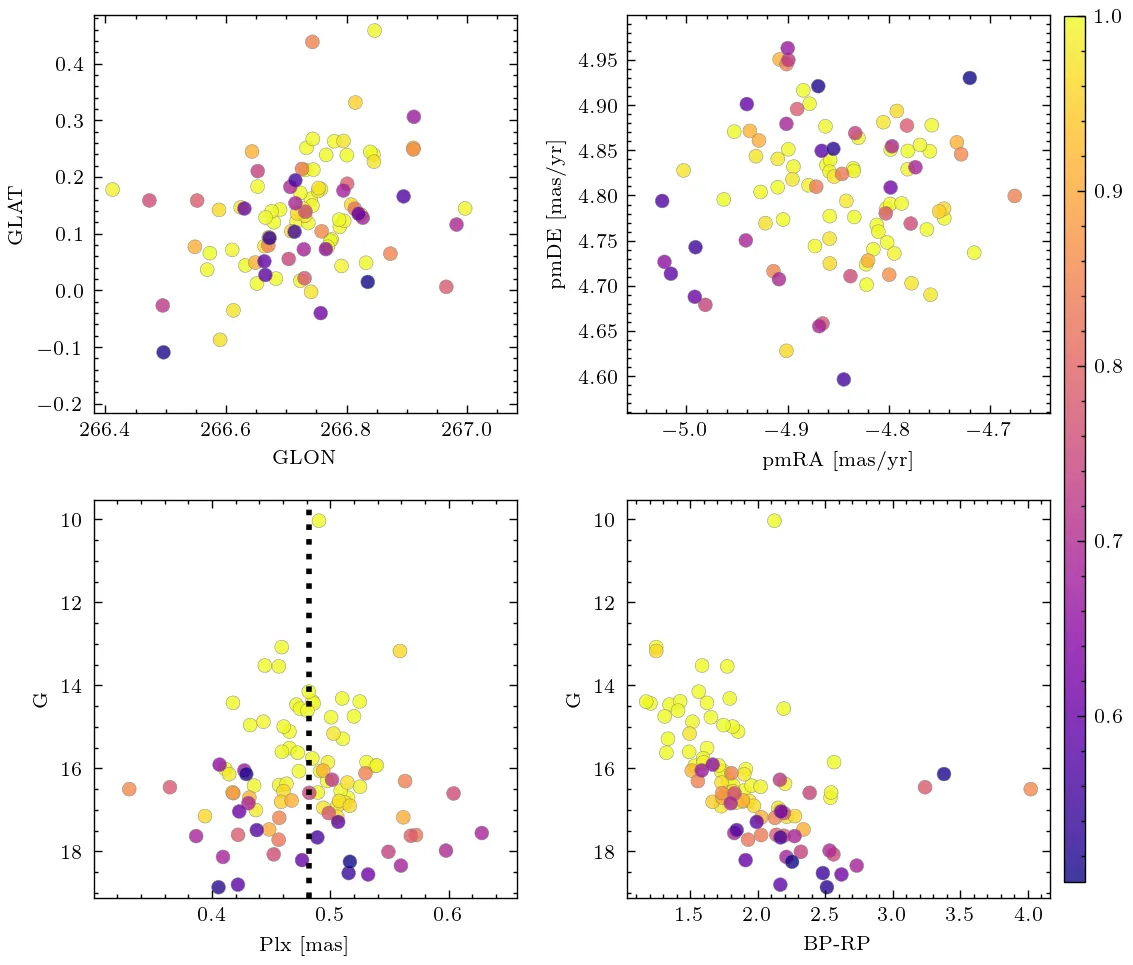 0.4
0.3
0.2
0.1
0.0
−0.1
−0.2
GLAT
266.4 266.6 266.8 267.0
GLON
4.95
4.90
4.85
4.80
4.75
4.70
4.65
4.60
pmDE [mas/yr]
−5.0 −4.9 −4.8 −4.7
pmRA [mas/yr]
1.0
0.9
0.8
0.7
0.6
10
12
14
16
18
G
0.4 0.5 0.6
Plx [mas]
10
12
14
16
18
G
1.5 2.0 2.5 3.0 3.5 4.0
BP-RP